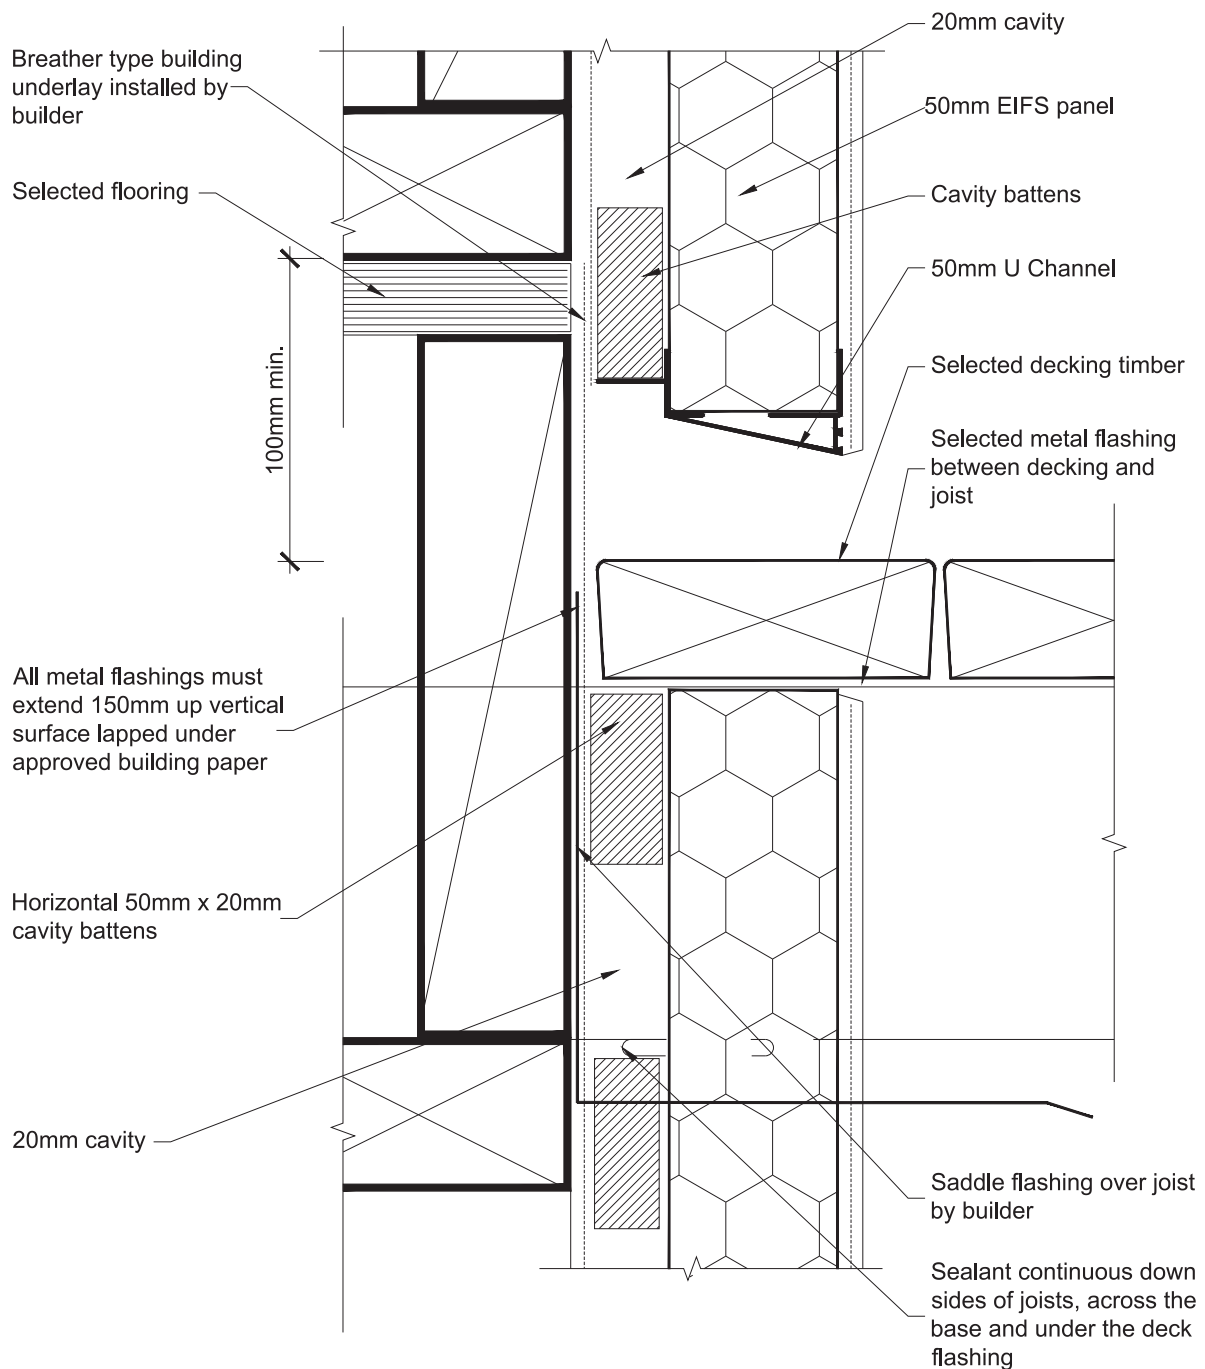 Breather type building
underlay installed by
builder
Selected flooring
100mm min.
All metal flashings must
extend 150mm up vertical
surface lapped under
approved building paper
Horizontal 50mm x 20mm
cavity battens
20mm cavity
20mm cavity
50mm EIFS panel
Cavity battens
50mm U Channel
Selected decking timber
Selected metal flashing
between decking and
joist
Saddle flashing over joist
by builder
Sealant continuous down
sides of joists, across the
base and under the deck
flashing